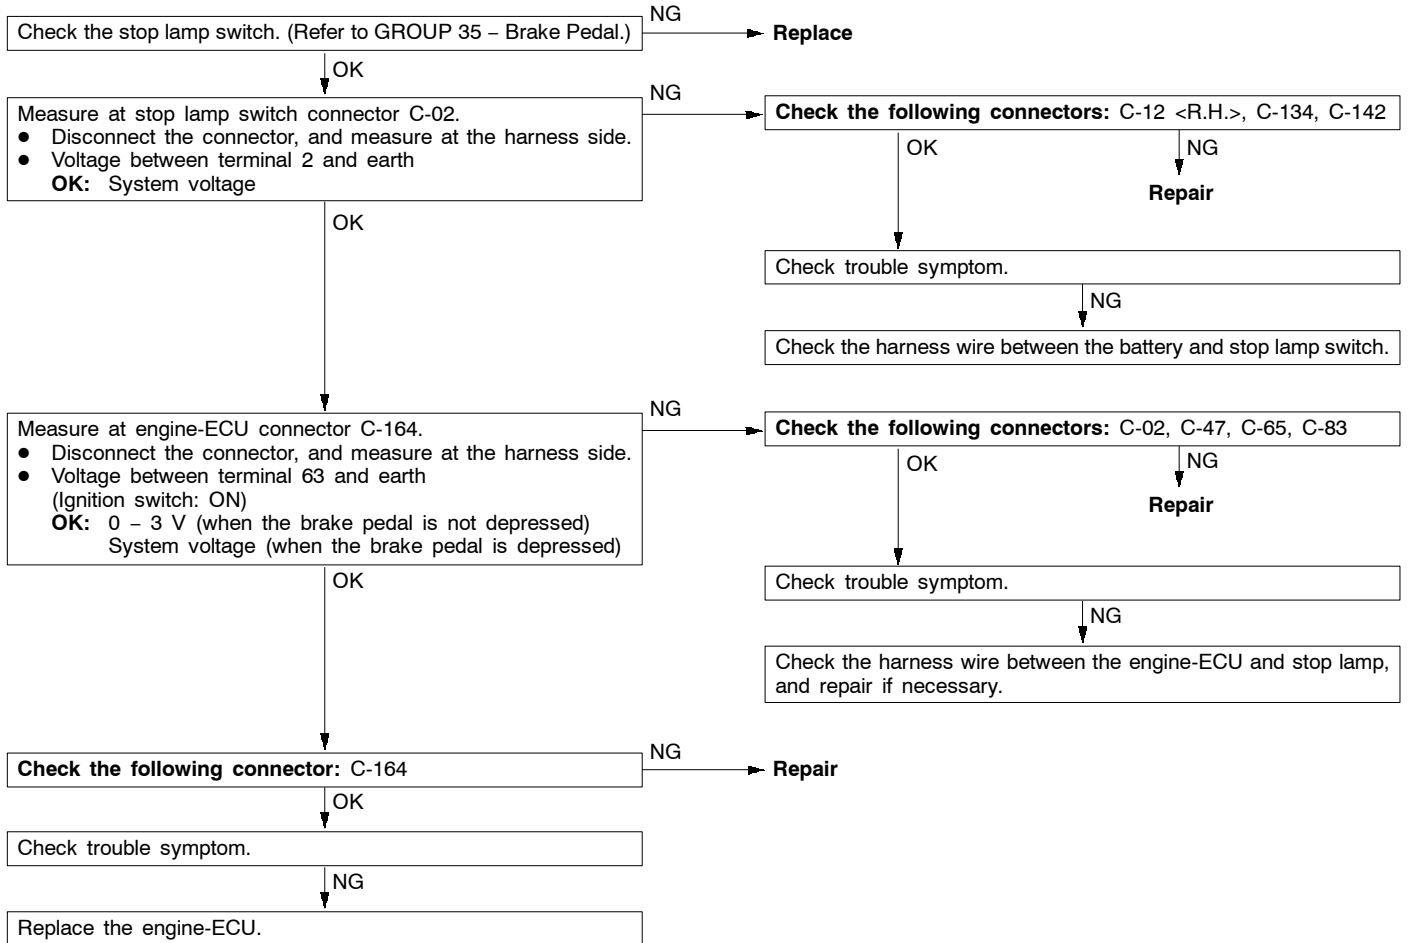 Check the stop lamp switch. (Refer to GROUP 35 – Brake Pedal.)
NG
Replace
OK
Measure at stop lamp switch connector C-02.
● Disconnect the connector, and measure at the harness side.
● Voltage between terminal 2 and earth
OK: System voltage
NG
Check the following connectors: C-12 <R.H.>, C-134, C-142
OK
NG
Repair
Check trouble symptom.
NG
Check the harness wire between the battery and stop lamp switch.
OK
Measure at engine-ECU connector C-164.
● Disconnect the connector, and measure at the harness side.
● Voltage between terminal 63 and earth
(Ignition switch: ON)
OK: 0 – 3 V (when the brake pedal is not depressed)
System voltage (when the brake pedal is depressed)
NG
Check the following connectors: C-02, C-47, C-65, C-83
OK
NG
Repair
Check trouble symptom.
NG
Check the harness wire between the engine-ECU and stop lamp,
and repair if necessary.
OK
Check the following connector: C-164
NG
Repair
OK
Check trouble symptom.
NG
Replace the engine-ECU.